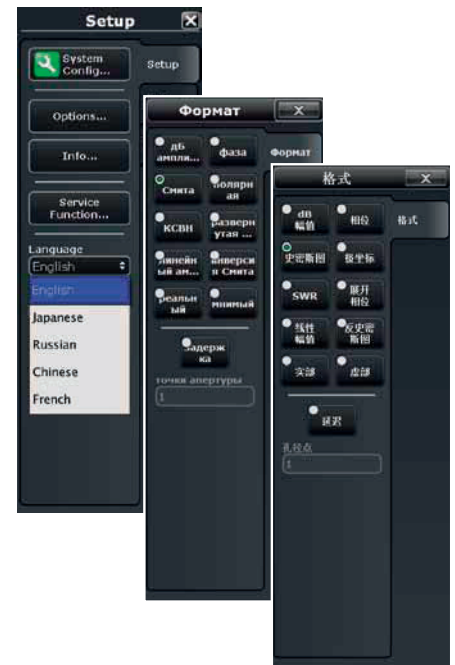 Setup X
System
Config...
Setup
Options...
Info...
Service
Function...
Language
English
English
Japanese
Russian
Chinese
French
Формат X
дБ
ампли...
фаза
Формат
Смита
полярн
ая
КСВН
разверн
утая ...
линейн
ый ам...
инверси
я Смита
реальн
ый
мнимый
Задерж
ка
точки апертуры
1
格式 X
dB
幅值
相位
格式
史密斯图
极坐标
SWR
展开
相位
线性
幅值
反史密
斯图
实部
虚部
延迟
孔径点
1